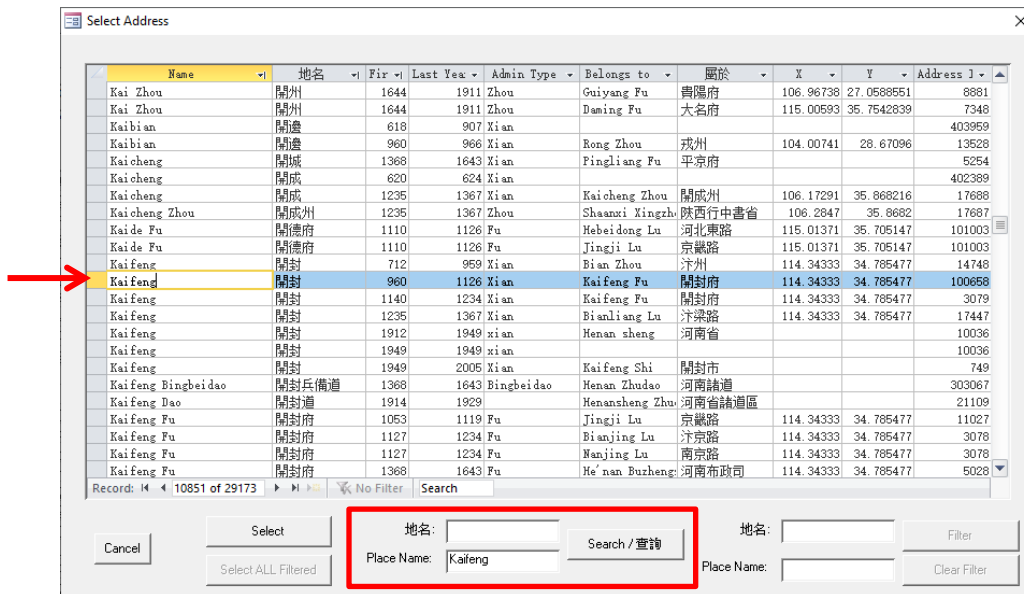 Select Address
Name 地名 Fir Last Yea Admin Type Belongs to 屬於 X Y Address I
Kai Zhou 開州 1644 1911 Zhou Guiyang Fu 貴陽府 106.96738 27.0588551 8881
Kai Zhou 開州 1644 1911 Zhou Daming Fu 大名府 115.00593 35.7542839 7348
Kaibian 開邊 618 907 Xian 403959
Kaibian 開邊 960 966 Xian Rong Zhou 戎州 104.00741 28.67096 13528
Kaicheng 開城 1368 1643 Xian Pingliang Fu 平凉府 5254
Kaicheng 開成 620 624 Xian 402389
Kaicheng 開成 1235 1367 Xian Kaicheng Zhou 開成州 106.17291 35.868216 17688
Kaicheng Zhou 開成州 1235 1367 Zhou Shaanxi Xingzh 陝西行中書省 106.2847 35.8682 17687
Kaide Fu 開德府 1110 1126 Fu Hebeidong Lu 河北東路 115.01371 35.705147 101003
Kaide Fu 開德府 1110 1126 Fu Jingji Lu 京畿路 115.01371 35.705147 101003
Kaifeng 開封 712 959 Xian Bian Zhou 汴州 114.34333 34.785477 14748
Kaifeng 開封 960 1126 Xian Kaifeng Fu 開封府 114.34333 34.785477 100658
Kaifeng 開封 1140 1234 Xian Kaifeng Fu 開封府 114.34333 34.785477 3079
Kaifeng 開封 1235 1367 Xian Bianliang Lu 汴梁路 114.34333 34.785477 17447
Kaifeng 開封 1912 1949 xian Henan sheng 河南省 10036
Kaifeng 開封 1949 1949 xian 10036
Kaifeng 開封 1949 2005 Xian Kaifeng Shi 開封市 749
Kaifeng Bingbeidao 開封兵備道 1368 1643 Bingbeidao Henan Zhudao 河南諸道 303067
Kaifeng Dao 開封道 1914 1929 Henansheng Zhu 河南省諸道區 21109
Kaifeng Fu 開封府 1053 1119 Fu Jingji Lu 京畿路 114.34333 34.785477 11027
Kaifeng Fu 開封府 1127 1234 Fu Bianjing Lu 汴京路 114.34333 34.785477 3078
Kaifeng Fu 開封府 1127 1234 Fu Nanjing Lu 南京路 114.34333 34.785477 3078
Kaifeng Fu 開封府 1368 1643 Fu He'nan Buzheng 河南布政司 114.34333 34.785477 5028
Record: 10851 of 29173 No Filter Search
Cancel
Select
Select ALL Filtered
地名:
Place Name: Kaifeng
Search / 查詢
地名:
Place Name:
Filter
Clear Filter